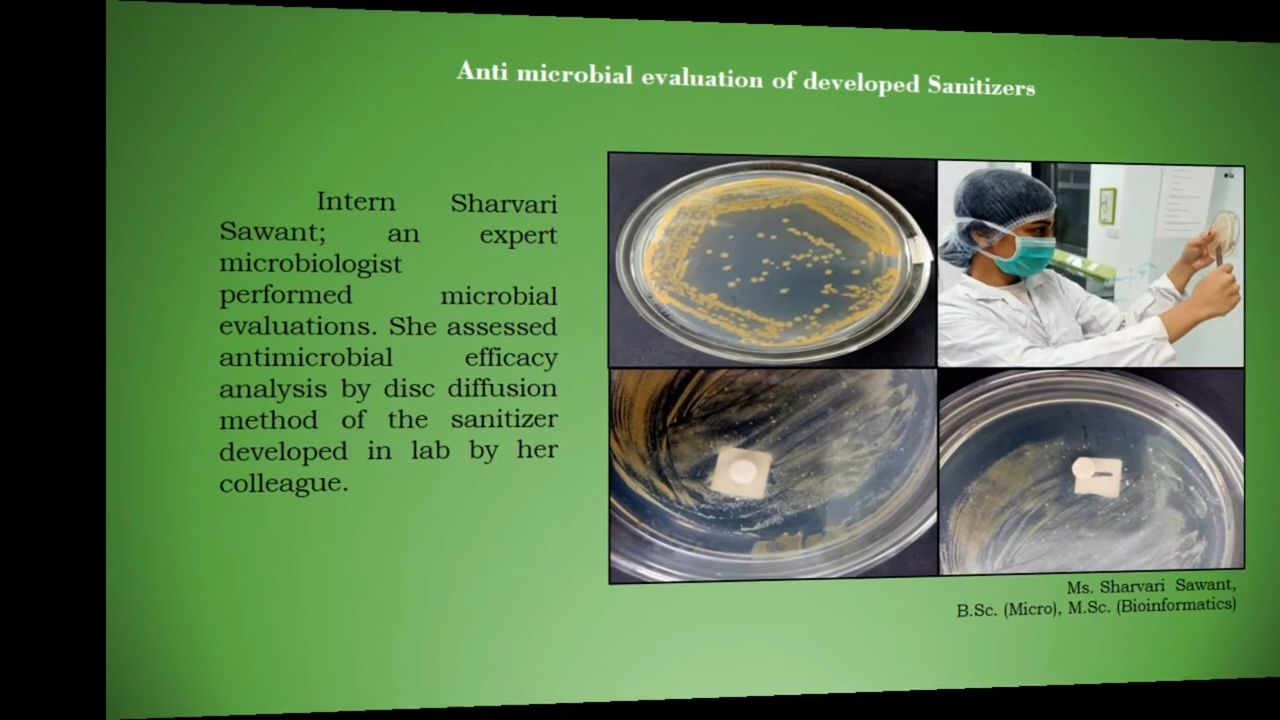 Anti microbial evaluation of developed Sanitizers
Intern Sharvari
Sawant; an expert
microbiologist
performed microbial
evaluations. She assessed
antimicrobial efficacy
analysis by disc diffusion
method of the sanitizer
developed in lab by her
colleague.
Ms. Sharvari Sawant,
B.Sc. (Micro), M.Sc. (Bioinformatics)